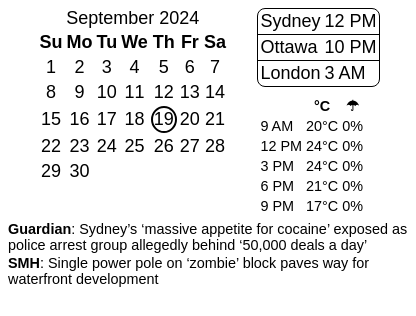 September 2024
Su Mo Tu We Th Fr Sa
1 2 3 4 5 6 7
8 9 10 11 12 13 14
15 16 17 18 19 20 21
22 23 24 25 26 27 28
29 30
Sydney 12 PM
Ottawa 10 PM
London 3 AM
°C ☂
9 AM 20°C 0%
12 PM 24°C 0%
3 PM 24°C 0%
6 PM 21°C 0%
9 PM 17°C 0%
Guardian: Sydney’s ‘massive appetite for cocaine’ exposed as
police arrest group allegedly behind ‘50,000 deals a day’
SMH: Single power pole on ‘zombie’ block paves way for
waterfront development